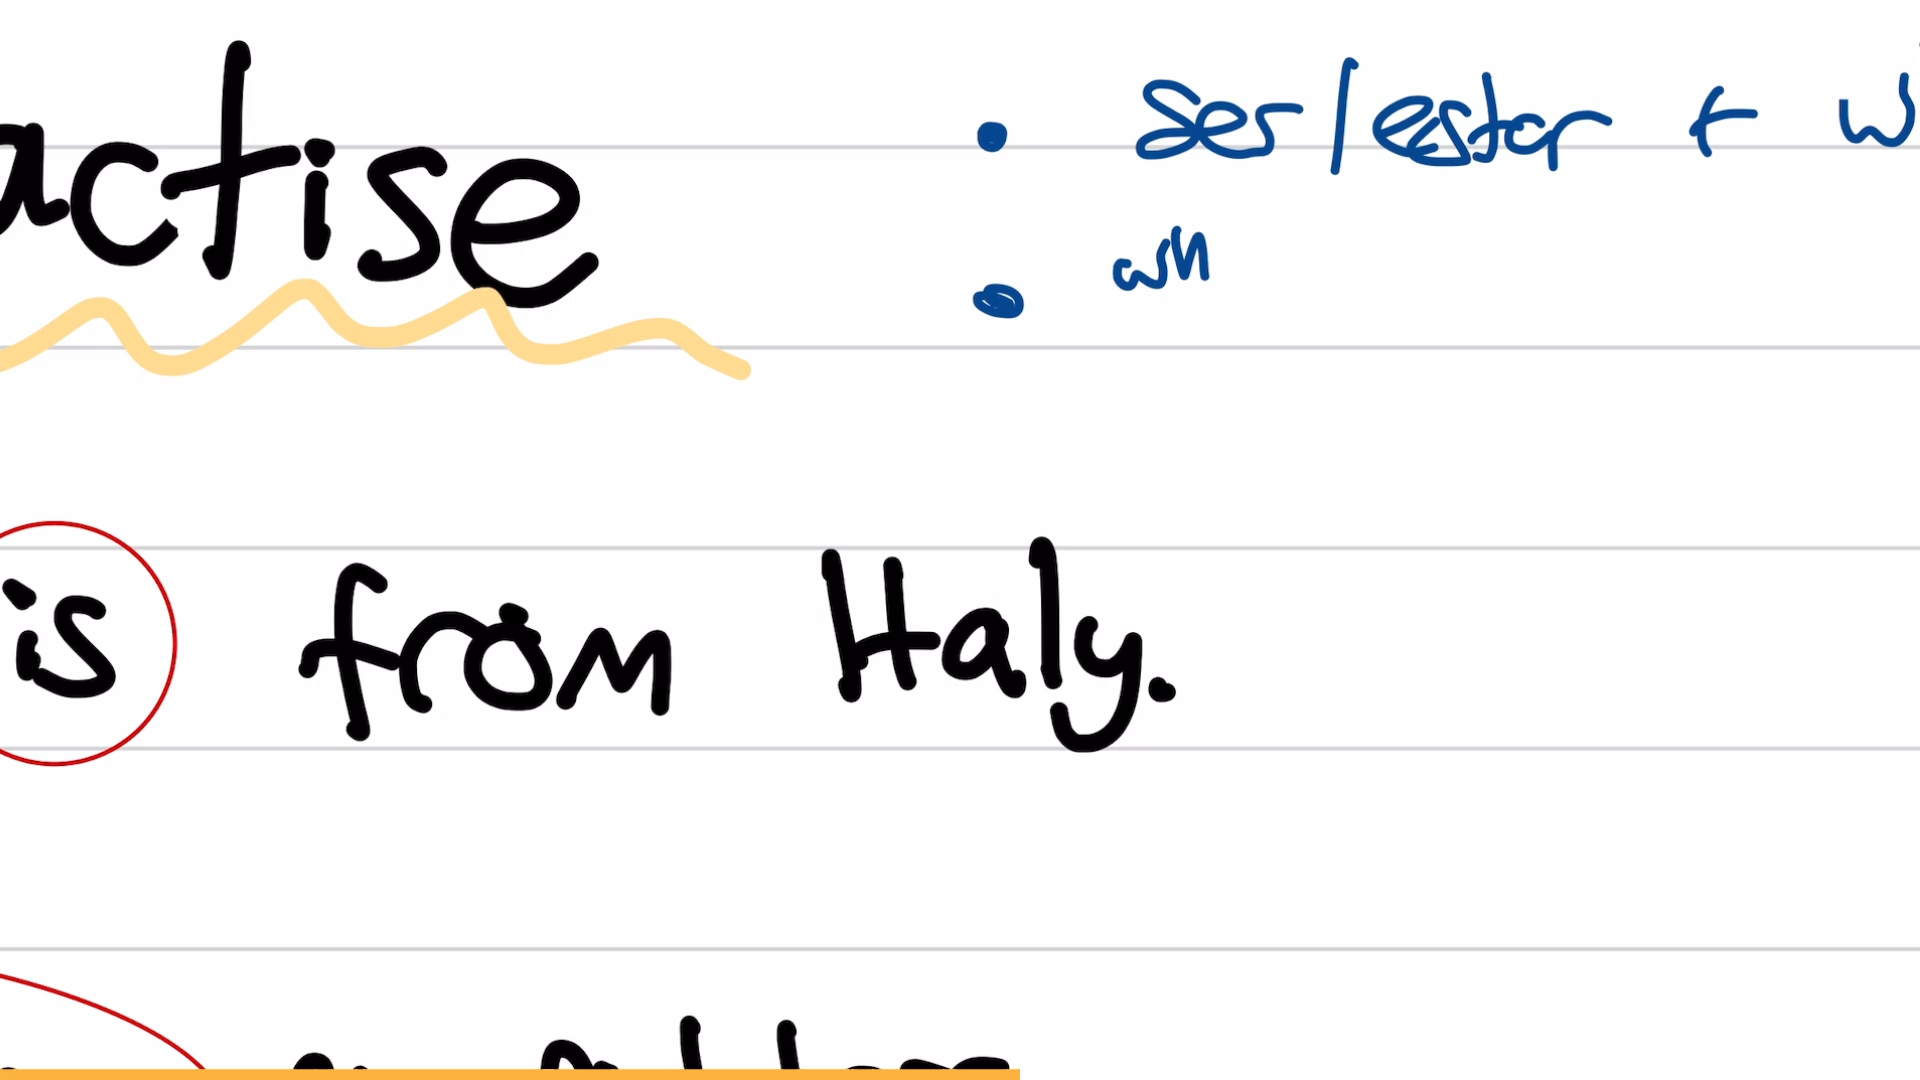 actise
ser/estar + w
wh
is from Italy.